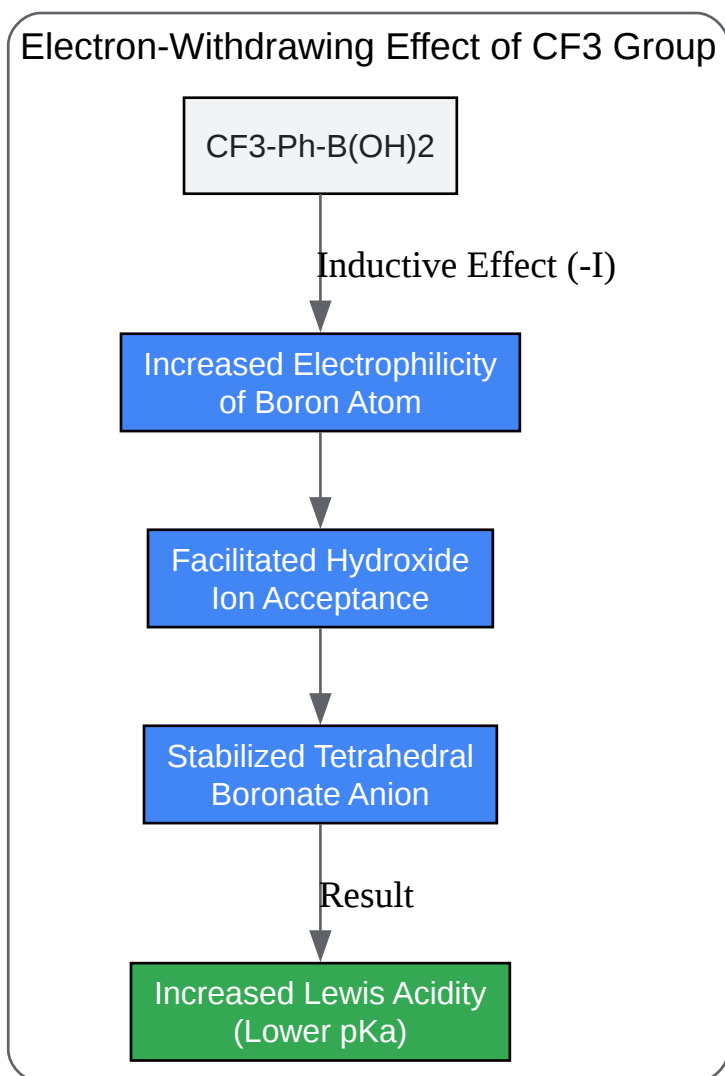 Electron-Withdrawing Effect of CF3 Group
CF3-Ph-B(OH)2
Inductive Effect (-I)
Increased Electrophilicity
of Boron Atom
Facilitated Hydroxide
Ion Acceptance
Stabilized Tetrahedral
Boronate Anion
Result
Increased Lewis Acidity
(Lower pKa)